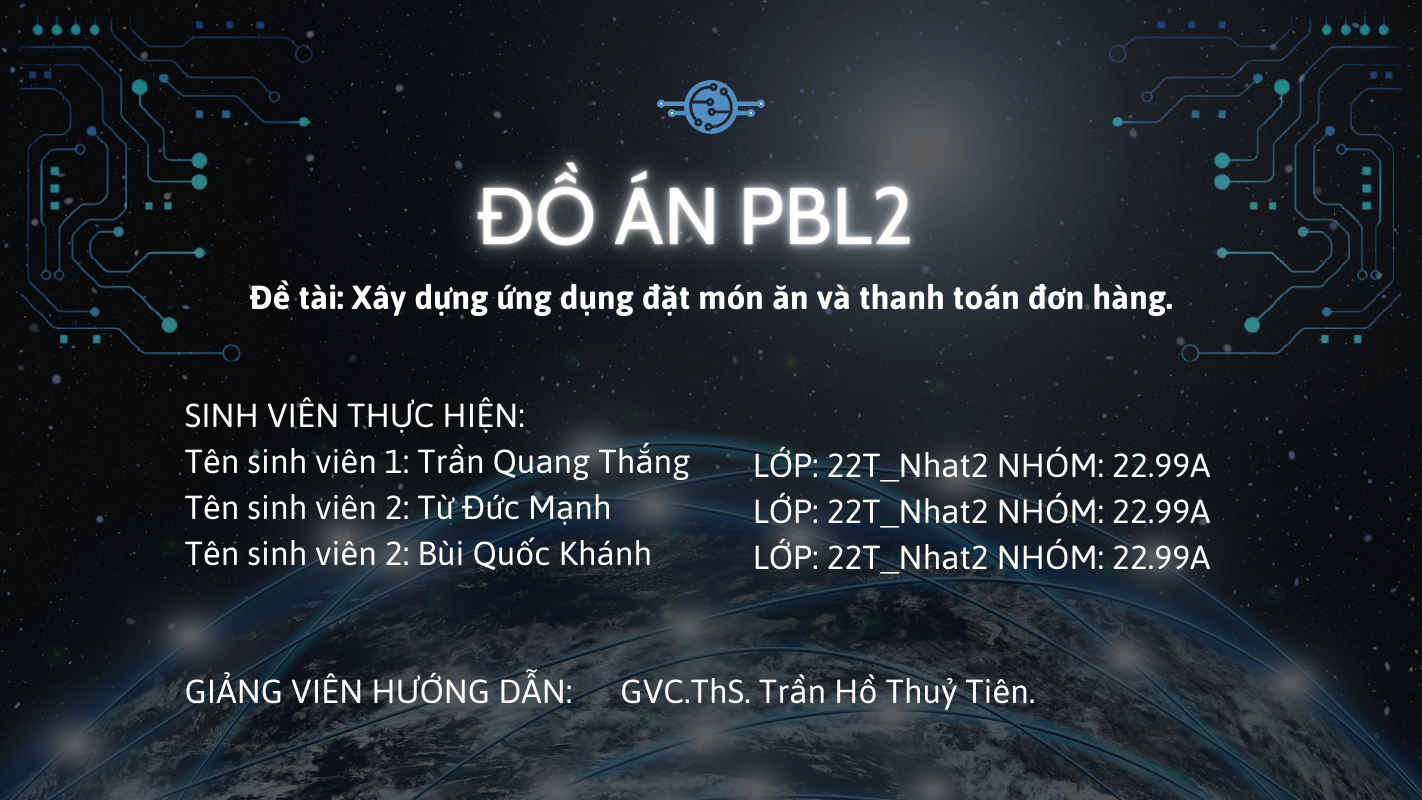 ĐỒ ÁN PBL2
Đề tài: Xây dựng ứng dụng đặt món ăn và thanh toán đơn hàng.
SINH VIÊN THỰC HIỆN:
Tên sinh viên 1: Trần Quang Thắng LỚP: 22T_Nhat2 NHÓM: 22.99A
Tên sinh viên 2: Từ Đức Mạnh LỚP: 22T_Nhat2 NHÓM: 22.99A
Tên sinh viên 2: Bùi Quốc Khánh LỚP: 22T_Nhat2 NHÓM: 22.99A
GIẢNG VIÊN HƯỚNG DẪN: GVC.ThS. Trần Hồ Thuỷ Tiên.